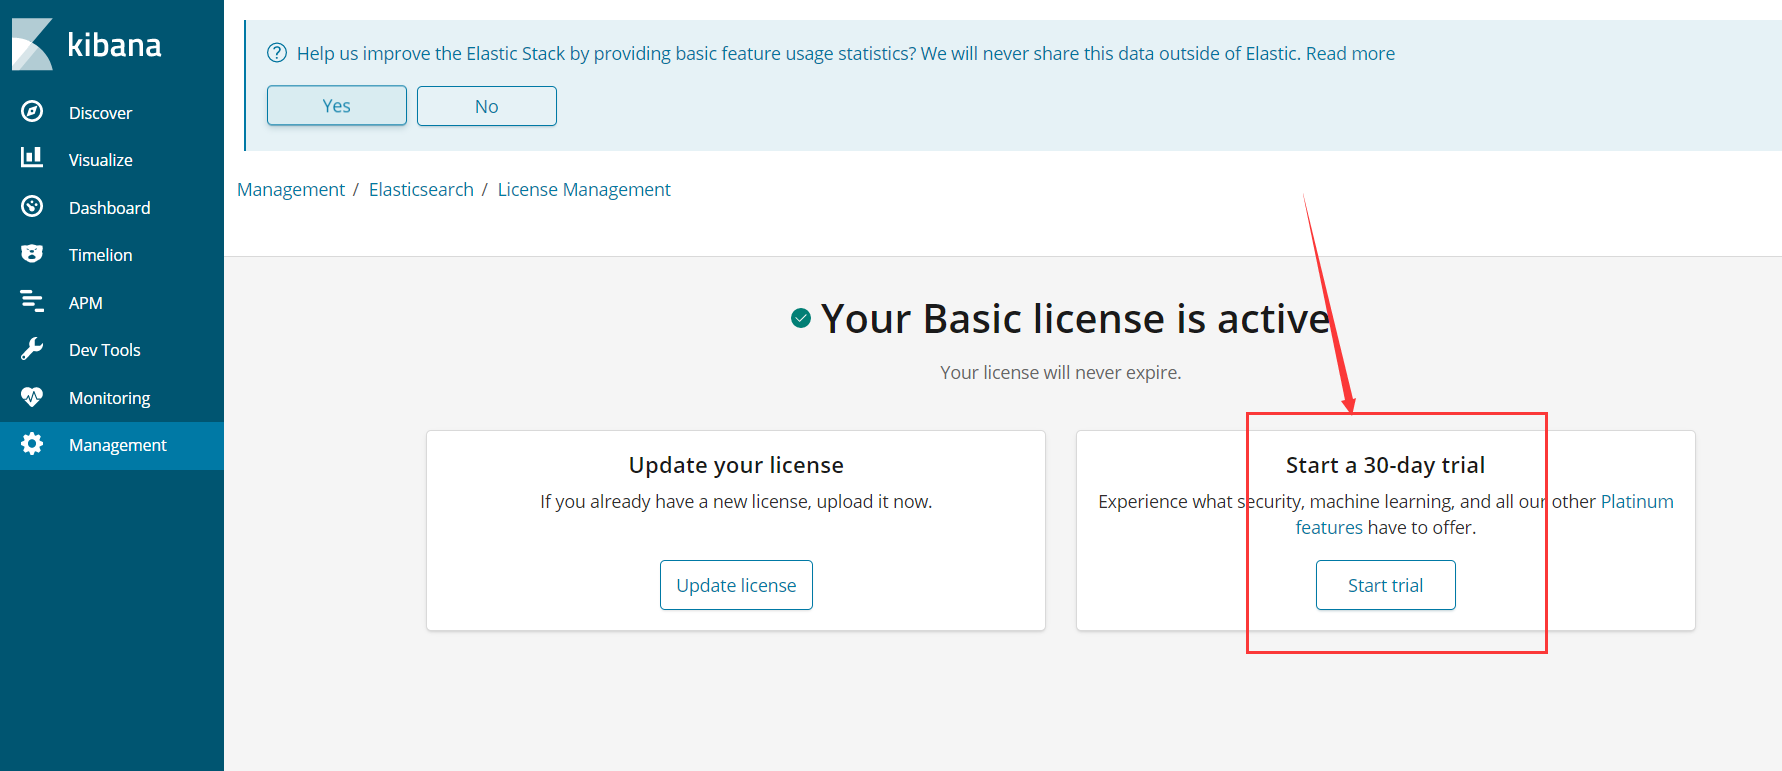 kibana
Discover
Visualize
Dashboard
Timelion
APM
Dev Tools
Monitoring
Management
Help us improve the Elastic Stack by providing basic feature usage statistics? We will never share this data outside of Elastic. Read more
Yes
No
Management / Elasticsearch / License Management
Your Basic license is active
Your license will never expire.
Update your license
If you already have a new license, upload it now.
Update license
Start a 30-day trial
Experience what security, machine learning, and all our other Platinum
features have to offer.
Start trial